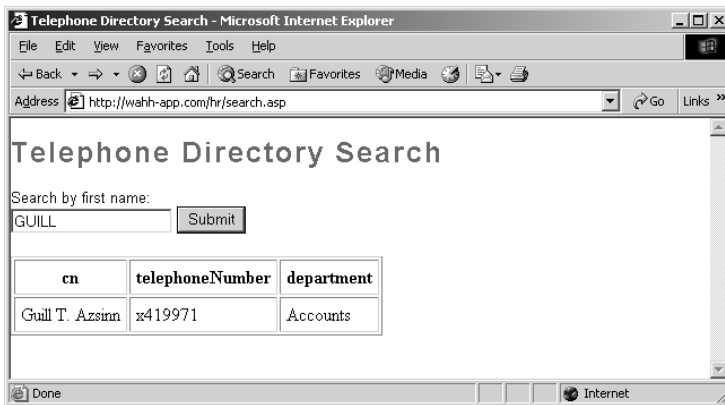 Telephone Directory Search - Microsoft Internet Explorer
File Edit View Favorites Tools Help
Back Search Favorites Media
Address http://wahh-app.com/hr/search.asp Go Links »
Telephone Directory Search
Search by first name:
GUILL Submit
cn telephoneNumber department
Guill T. Azsinn x419971 Accounts
Done Internet